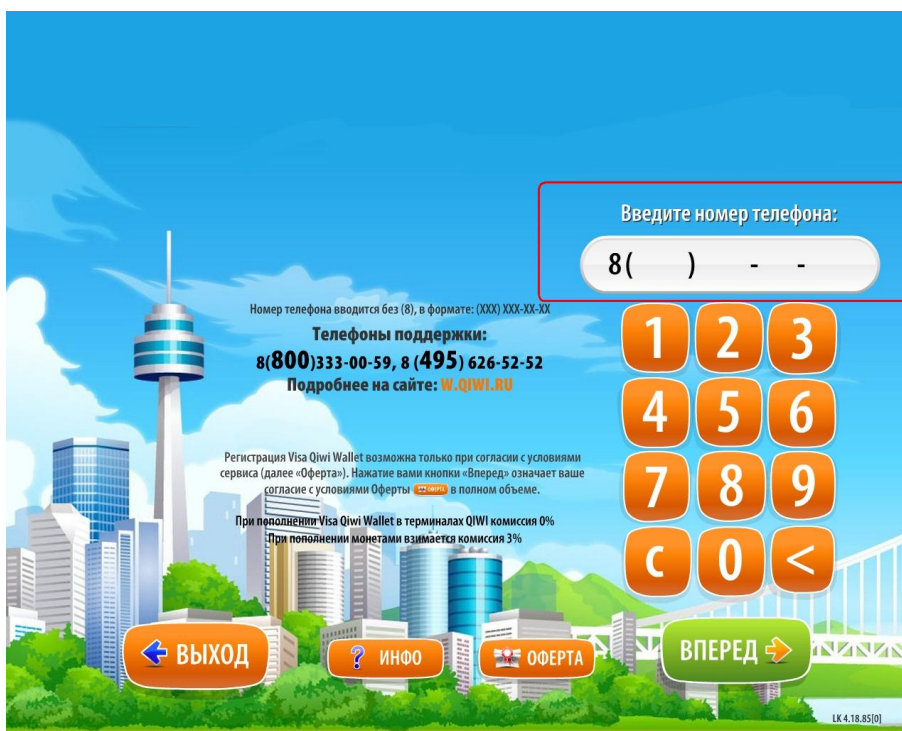 Введите номер телефона:
8( ) - -
Номер телефона вводится без (8), в формате: (XXX) XXX-XX-XX
Телефоны поддержки:
8(800)333-00-59, 8 (495) 626-52-52
Подробнее на сайте: W.QIWI.RU
Регистрация Visa Qiwi Wallet возможна только при согласии с условиями
сервиса (далее «Оферта»). Нажатие вами кнопки «Вперед» означает ваше
согласие с условиями Оферты ОФЕРТА в полном объеме.
При пополнении Visa Qiwi Wallet в терминалах QIWI комиссия 0%
При пополнении монетами взимается комиссия 3%
1 2 3
4 5 6
7 8 9
С 0 <
ВЫХОД
? ИНФО
ОФЕРТА
ВПЕРЕД
LK 4.18.85[0]